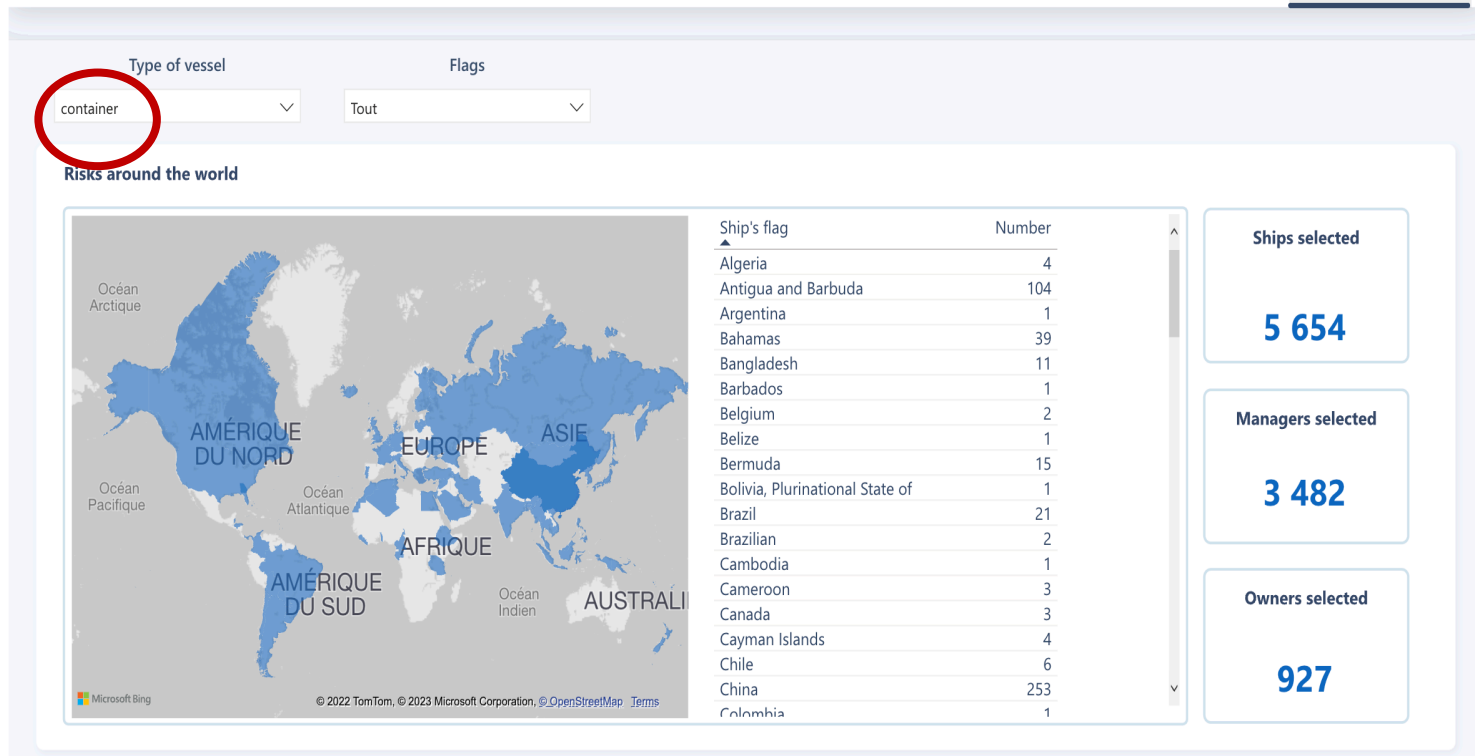 Type of vessel
Flags
container
Tout
Risks around the world
Océan
Arctique
AMÉRIQUE
DU NORD
EUROPE
ASIE
Océan
Pacifique
Océan
Atlantique
AFRIQUE
AMÉRIQUE
DU SUD
Océan
Indien
AUSTRALI
Microsoft Bing
© 2022 TomTom, © 2023 Microsoft Corporation, © OpenStreetMap Terms
Ship's flag Number
Algeria 4
Antigua and Barbuda 104
Argentina 1
Bahamas 39
Bangladesh 11
Barbados 1
Belgium 2
Belize 1
Bermuda 15
Bolivia, Plurinational State of 1
Brazil 21
Brazilian 2
Cambodia 1
Cameroon 3
Canada 3
Cayman Islands 4
Chile 6
China 253
Colombia 1
Ships selected
5 654
Managers selected
3 482
Owners selected
927